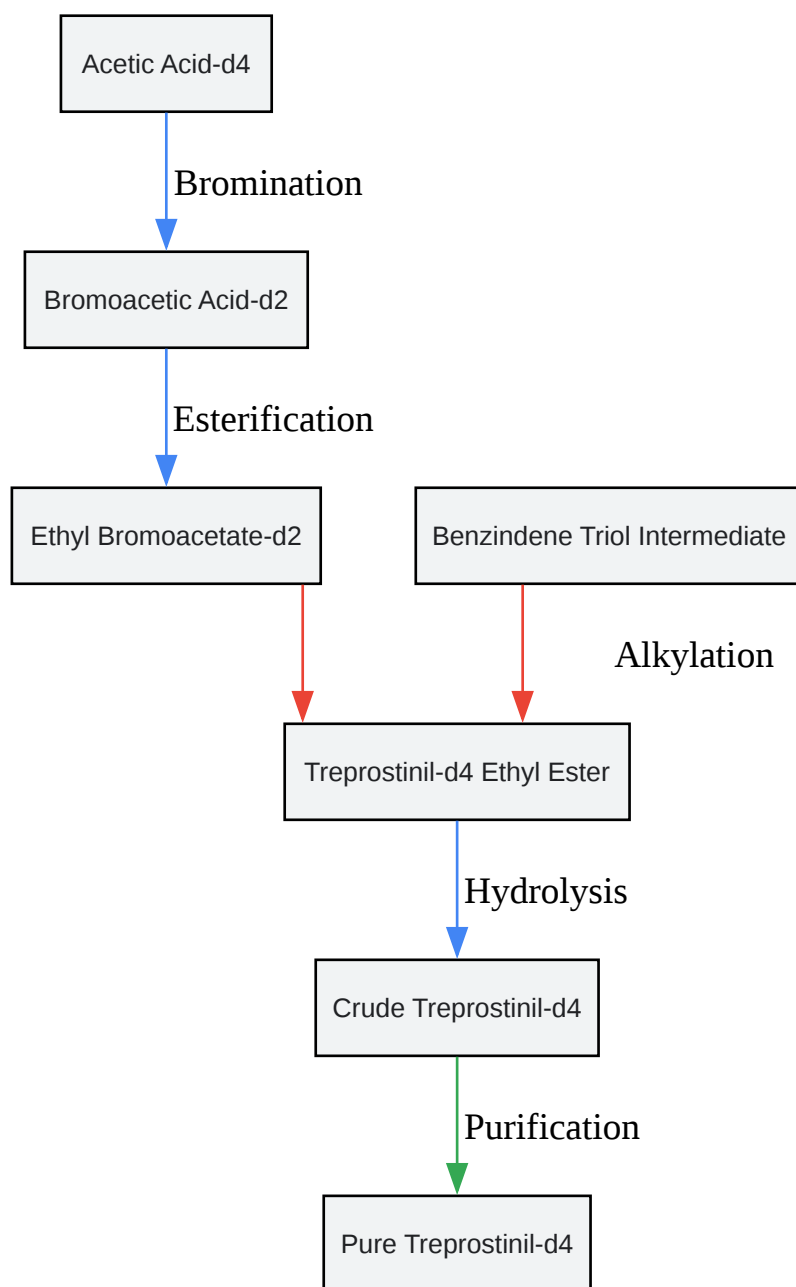 Acetic Acid-d4
Bromination
Bromoacetic Acid-d2
Esterification
Ethyl Bromoacetate-d2
Benzindene Triol Intermediate
Alkylation
Treprostinil-d4 Ethyl Ester
Hydrolysis
Crude Treprostinil-d4
Purification
Pure Treprostinil-d4